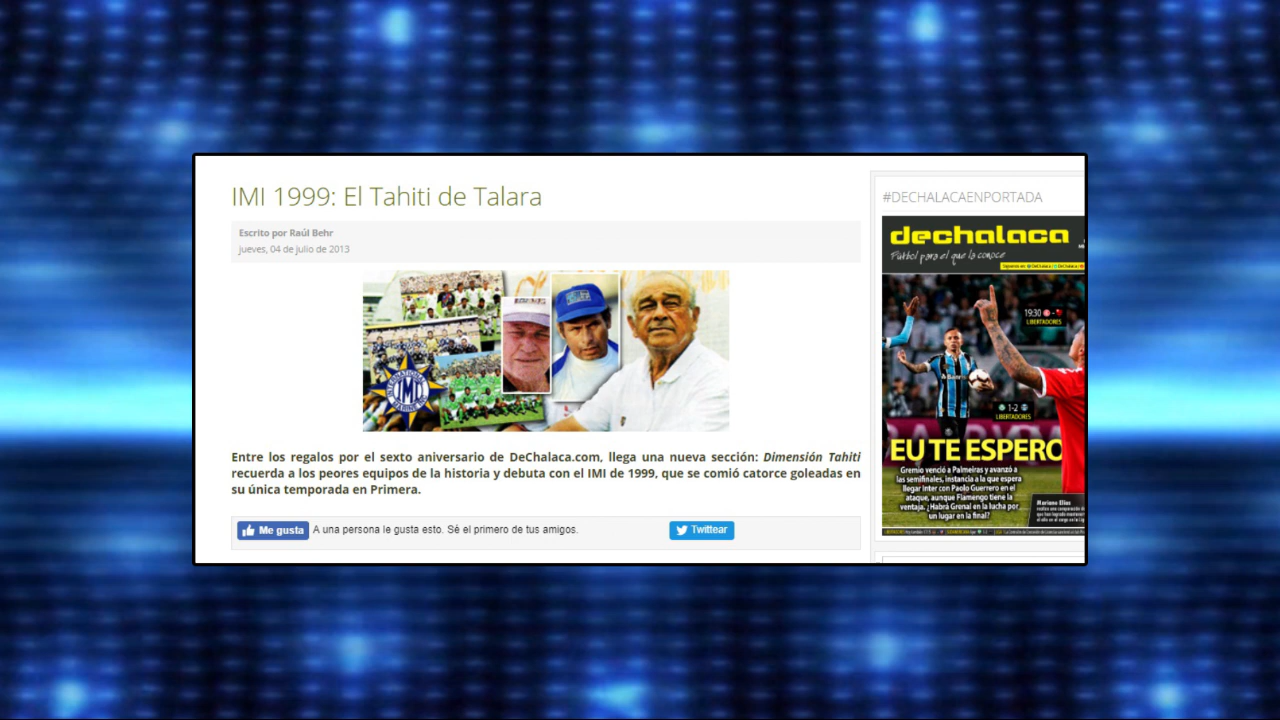 IMI 1999: El Tahiti de Talara
Escrito por Raúl Behr
jueves, 04 de julio de 2013
IMI
Entre los regalos por el sexto aniversario de DeChalaca.com, llega una nueva sección: Dimensión Tahiti
recuerda a los peores equipos de la historia y debuta con el IMI de 1999, que se comió catorce goleadas en
su única temporada en Primera.
Me gusta A una persona le gusta esto. Sé el primero de tus amigos.
Twittear
#DECHALACAENPORTADA
dechalaca
Fútbol para el que la conoce
19:30
LIBERTADORES
1-2
LIBERTADORES
EU TE ESPERO
Gremio venció a Palmeiras y avanzó a
las semifinales, instancia a la que espera
llegar Inter con Paolo Guerrero en el
ataque, aunque Flamengo tiene la
ventaja. ¿Habrá Grenal en la lucha por
un lugar en la final?
Mariano Elías